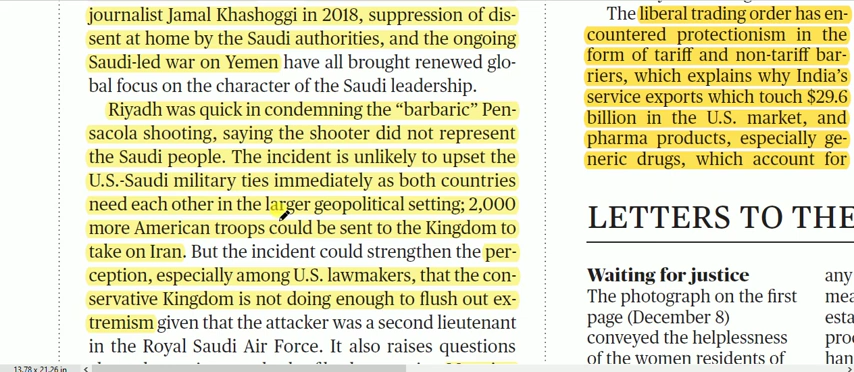 journalist Jamal Khashoggi in 2018, suppression of dis-
sent at home by the Saudi authorities, and the ongoing
Saudi-led war on Yemen have all brought renewed glo-
bal focus on the character of the Saudi leadership.
Riyadh was quick in condemning the “barbaric” Pen-
sacola shooting, saying the shooter did not represent
the Saudi people. The incident is unlikely to upset the
U.S.-Saudi military ties immediately as both countries
need each other in the larger geopolitical setting; 2,000
more American troops could be sent to the Kingdom to
take on Iran. But the incident could strengthen the per-
ception, especially among U.S. lawmakers, that the con-
servative Kingdom is not doing enough to flush out ex-
tremism given that the attacker was a second lieutenant
in the Royal Saudi Air Force. It also raises questions
The liberal trading order has en-
countered protectionism in the
form of tariff and non-tariff bar-
riers, which explains why India’s
service exports which touch $29.6
billion in the U.S. market, and
pharma products, especially ge-
neric drugs, which account for
LETTERS TO THE
Waiting for justice
The photograph on the first
page (December 8)
conveyed the helplessness
of the women residents of
any
mea
esta
pro
han
13.78 x 21.26 in